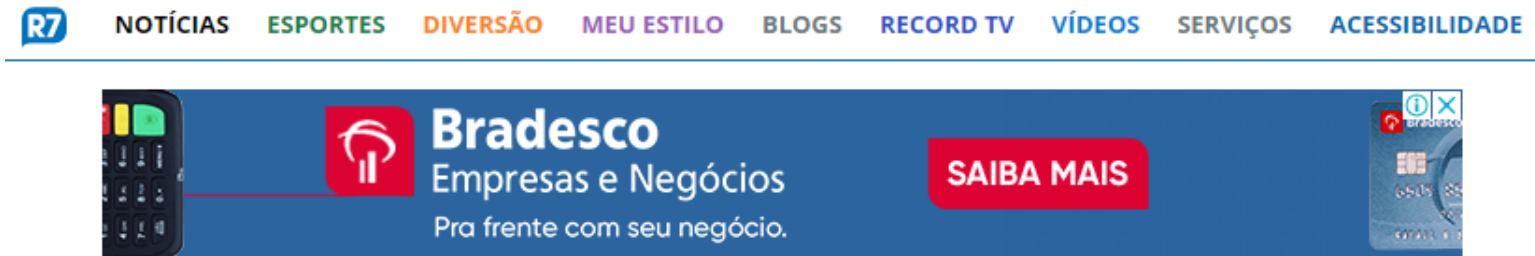 R7 NOTÍCIAS ESPORTES DIVERSÃO MEU ESTILO BLOGS RECORD TV VÍDEOS SERVIÇOS ACESSIBILIDADE
Bradesco
Empresas e Negócios
Pra frente com seu negócio.
SAIBA MAIS
Bradesco